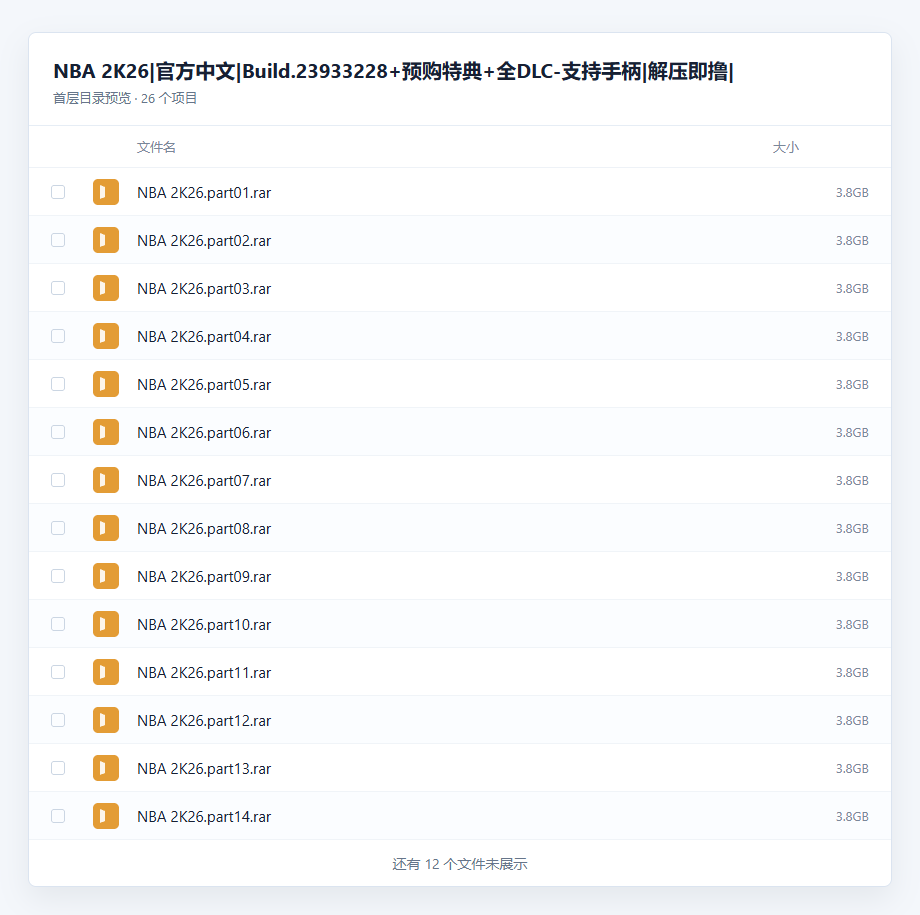 NBA 2K26|官方中文|Build.23933228+预购特典+全DLC-支持手柄|解压即撸|
首层目录预览 · 26 个项目
文件名 大小
NBA 2K26.part01.rar 3.8GB
NBA 2K26.part02.rar 3.8GB
NBA 2K26.part03.rar 3.8GB
NBA 2K26.part04.rar 3.8GB
NBA 2K26.part05.rar 3.8GB
NBA 2K26.part06.rar 3.8GB
NBA 2K26.part07.rar 3.8GB
NBA 2K26.part08.rar 3.8GB
NBA 2K26.part09.rar 3.8GB
NBA 2K26.part10.rar 3.8GB
NBA 2K26.part11.rar 3.8GB
NBA 2K26.part12.rar 3.8GB
NBA 2K26.part13.rar 3.8GB
NBA 2K26.part14.rar 3.8GB
还有 12 个文件未展示